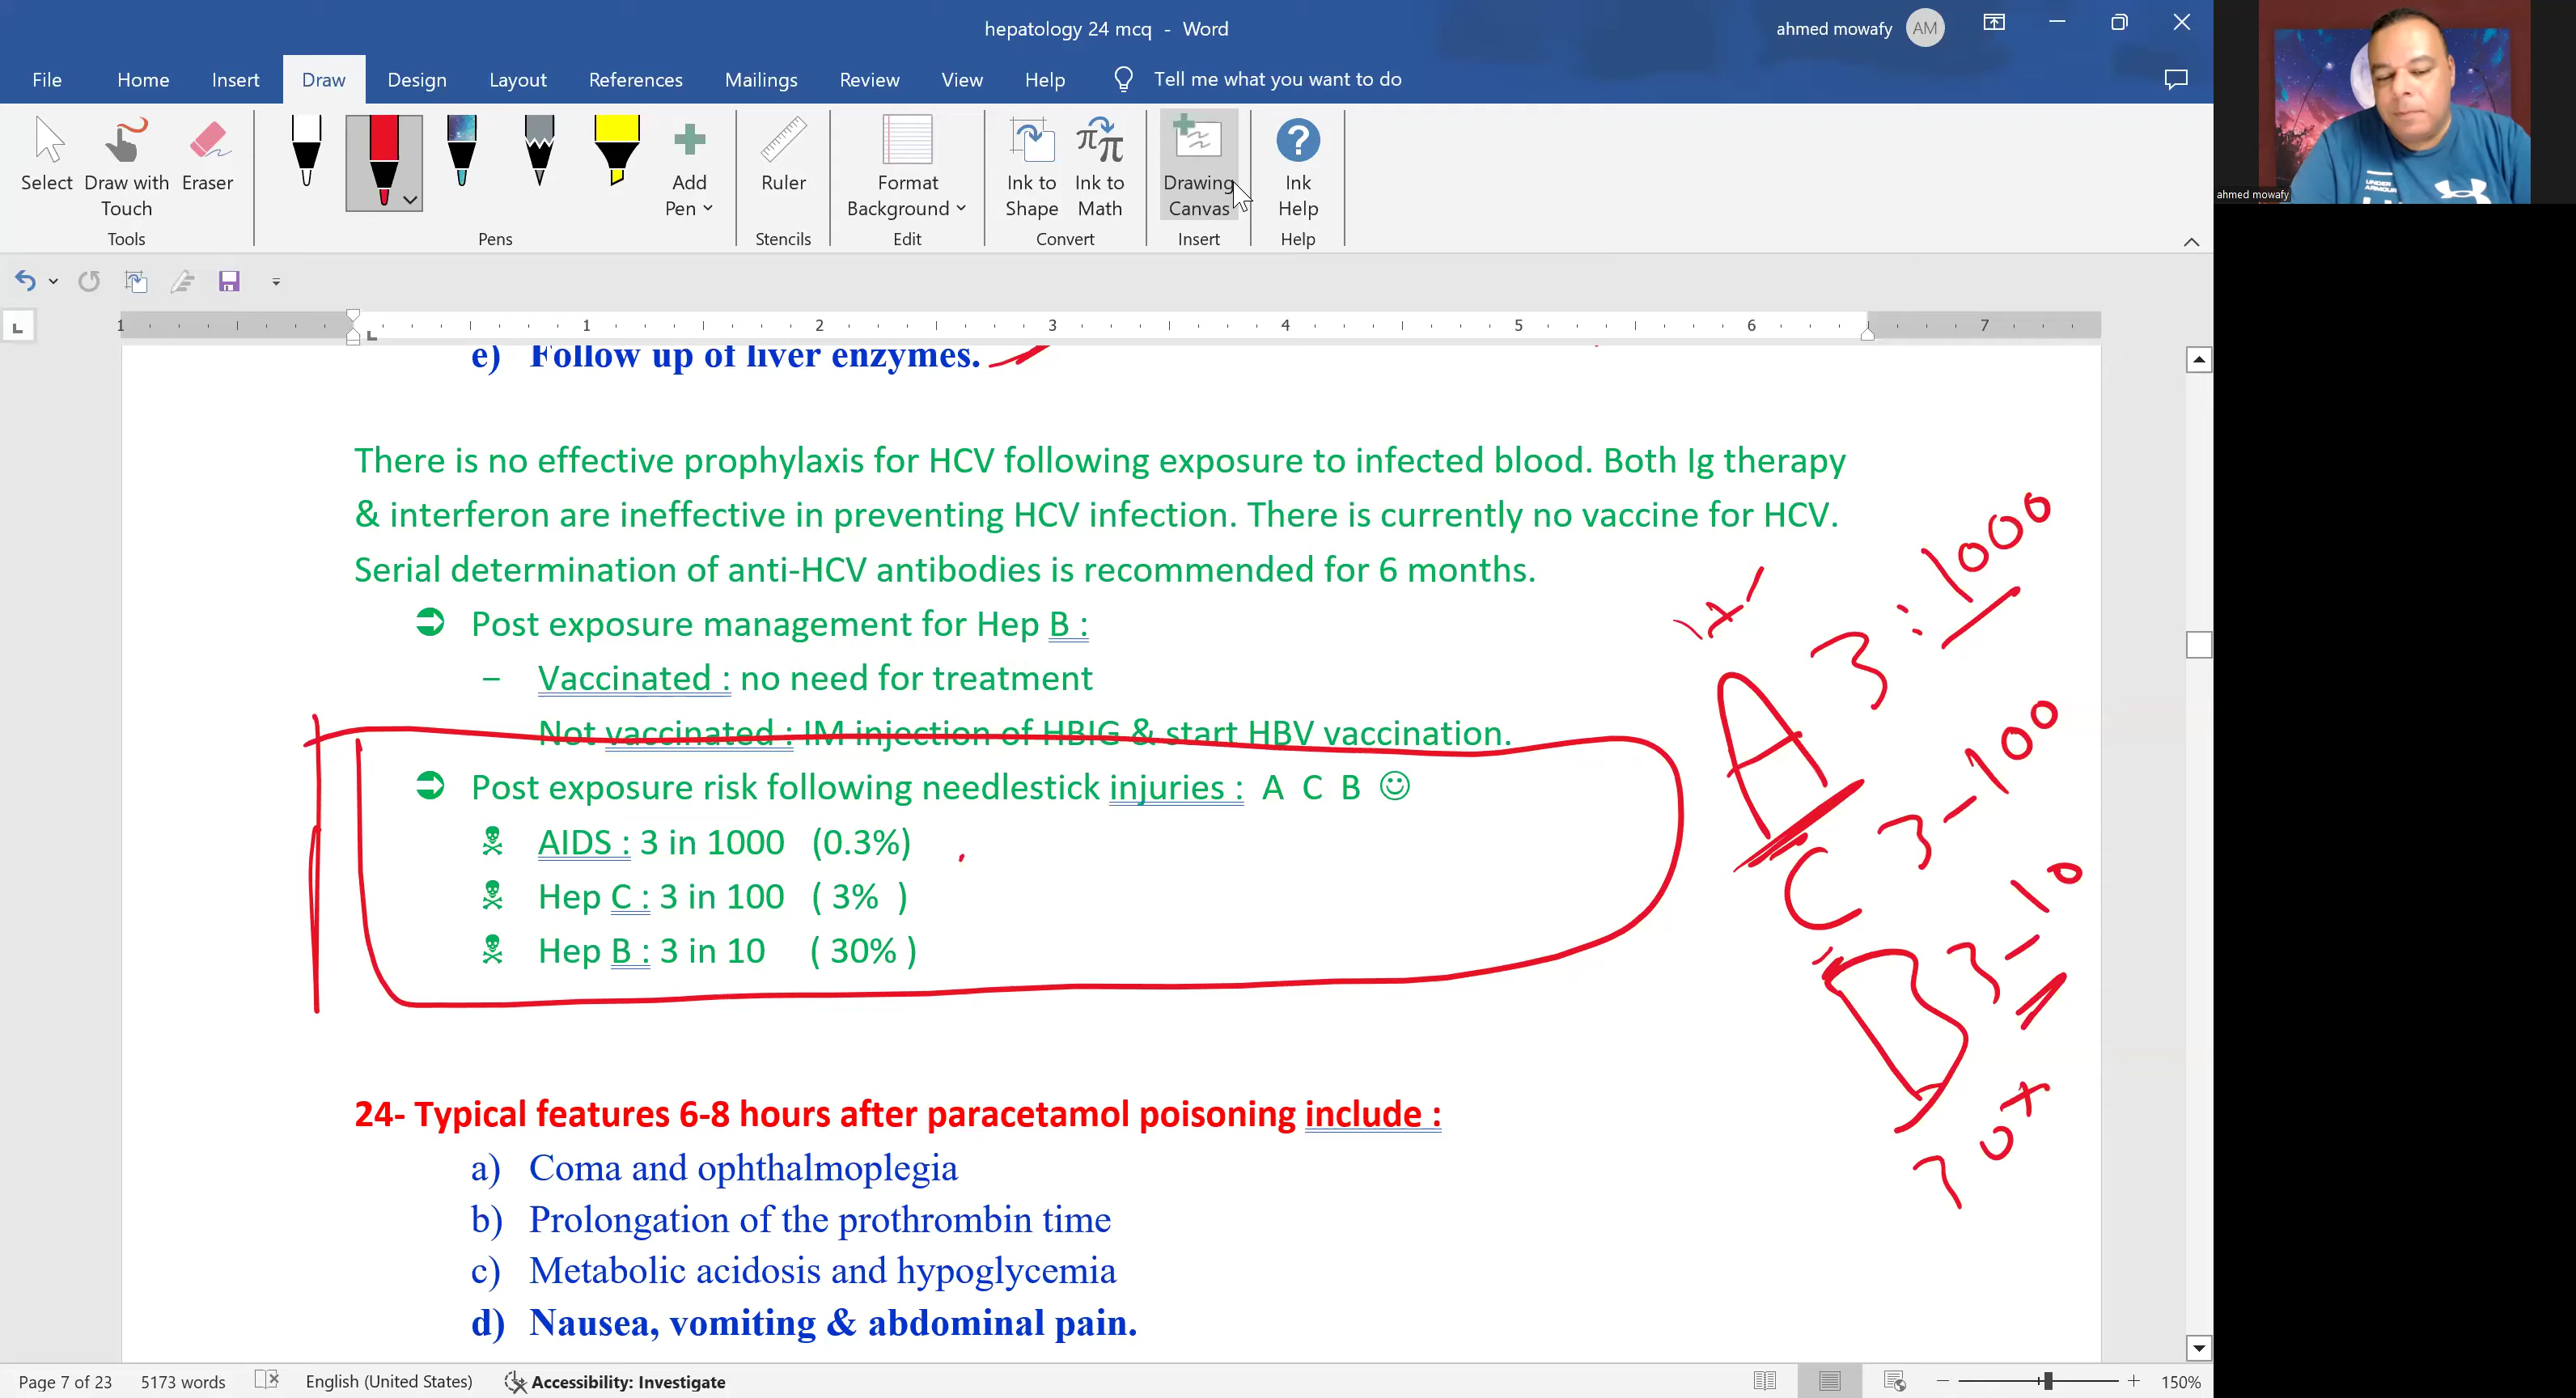 hepatology 24 mcq - Word
ahmed mowafy AM
File Home Insert Draw Design Layout References Mailings Review View Help Tell me what you want to do
Select Draw with Touch Eraser Add Pen Ruler Format Background Ink to Shape Ink to Math Drawing Canvas Ink Help
Tools Pens Stencils Edit Convert Insert Help
ahmed mowafy
1 1 2 3 4 5 6 7
e) Follow up of liver enzymes.
There is no effective prophylaxis for HCV following exposure to infected blood. Both Ig therapy
& interferon are ineffective in preventing HCV infection. There is currently no vaccine for HCV.
Serial determination of anti-HCV antibodies is recommended for 6 months.
Post exposure management for Hep B :
– Vaccinated : no need for treatment
Not vaccinated : IM injection of HBIG & start HBV vaccination.
Post exposure risk following needlestick injuries : A C B ☺
AIDS : 3 in 1000 (0.3%)
Hep C : 3 in 100 ( 3% )
Hep B : 3 in 10 ( 30% )
A 3 : 1000
C 3 - 100
B 3 - 10
24- Typical features 6-8 hours after paracetamol poisoning include :
a) Coma and ophthalmoplegia
b) Prolongation of the prothrombin time
c) Metabolic acidosis and hypoglycemia
d) Nausea, vomiting & abdominal pain.
Page 7 of 23 5173 words English (United States) Accessibility: Investigate 150%